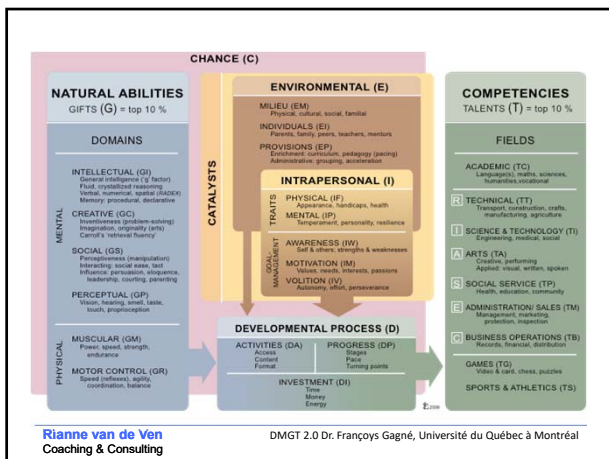 CHANCE (C)
NATURAL ABILITIES
GIFTS (G) = top 10 %
DOMAINS
MENTAL
INTELLECTUAL (GI)
General intelligence ('g' factor)
Fluid, crystallized reasoning
Verbal, numerical, spatial (RADEX)
Memory: procedural, declarative
CREATIVE (GC)
Inventiveness (problem-solving)
Imagination, originality (arts)
Carroll's 'retrieval fluency'
SOCIAL (GS)
Perceptiveness (manipulation)
Interacting: social ease, tact
Influence: persuasion, eloquence,
leadership, courting, parenting
PERCEPTUAL (GP)
Vision, hearing, smell, taste,
touch, proprioception
PHYSICAL
MUSCULAR (GM)
Power, speed, strength,
endurance
MOTOR CONTROL (GR)
Speed (reflexes), agility,
coordination, balance
CATALYSTS
ENVIRONMENTAL (E)
MILIEU (EM)
Physical, cultural, social, familial
INDIVIDUALS (EI)
Parents, family, peers, teachers, mentors
PROVISIONS (EP)
Enrichment: curriculum, pedagogy (pacing)
Administrative: grouping, acceleration
INTRAPERSONAL (I)
TRAITS
PHYSICAL (IF)
Appearance, handicaps, health
MENTAL (IP)
Temperament, personality; resilience
GOAL-
MANAGEMENT
AWARENESS (IW)
Self & others; strengths & weaknesses
MOTIVATION (IM)
Values, needs, interests, passions
VOLITION (IV)
Autonomy, effort, perseverance
DEVELOPMENTAL PROCESS (D)
ACTIVITIES (DA)
Access
Content
Format
PROGRESS (DP)
Stages
Pace
Turning points
INVESTMENT (DI)
Time
Money
Energy
COMPETENCIES
TALENTS (T) = top 10 %
FIELDS
ACADEMIC (TC)
Language(s), maths, sciences,
humanities,vocational
R TECHNICAL (TT)
Transport, construction, crafts,
manufacturing, agriculture
I SCIENCE & TECHNOLOGY (TI)
Engineering, medical, social
A ARTS (TA)
Creative, performing
Applied: visual, written, spoken
S SOCIAL SERVICE (TP)
Health, education, community
E ADMINISTRATION/ SALES (TM)
Management, marketing,
protection, inspection
C BUSINESS OPERATIONS (TB)
Records, financial, distribution
GAMES (TG)
Video & card, chess, puzzles
SPORTS & ATHLETICS (TS)
Rianne van de Ven
Coaching & Consulting
DMGT 2.0 Dr. Françoys Gagné, Université du Québec à Montréal